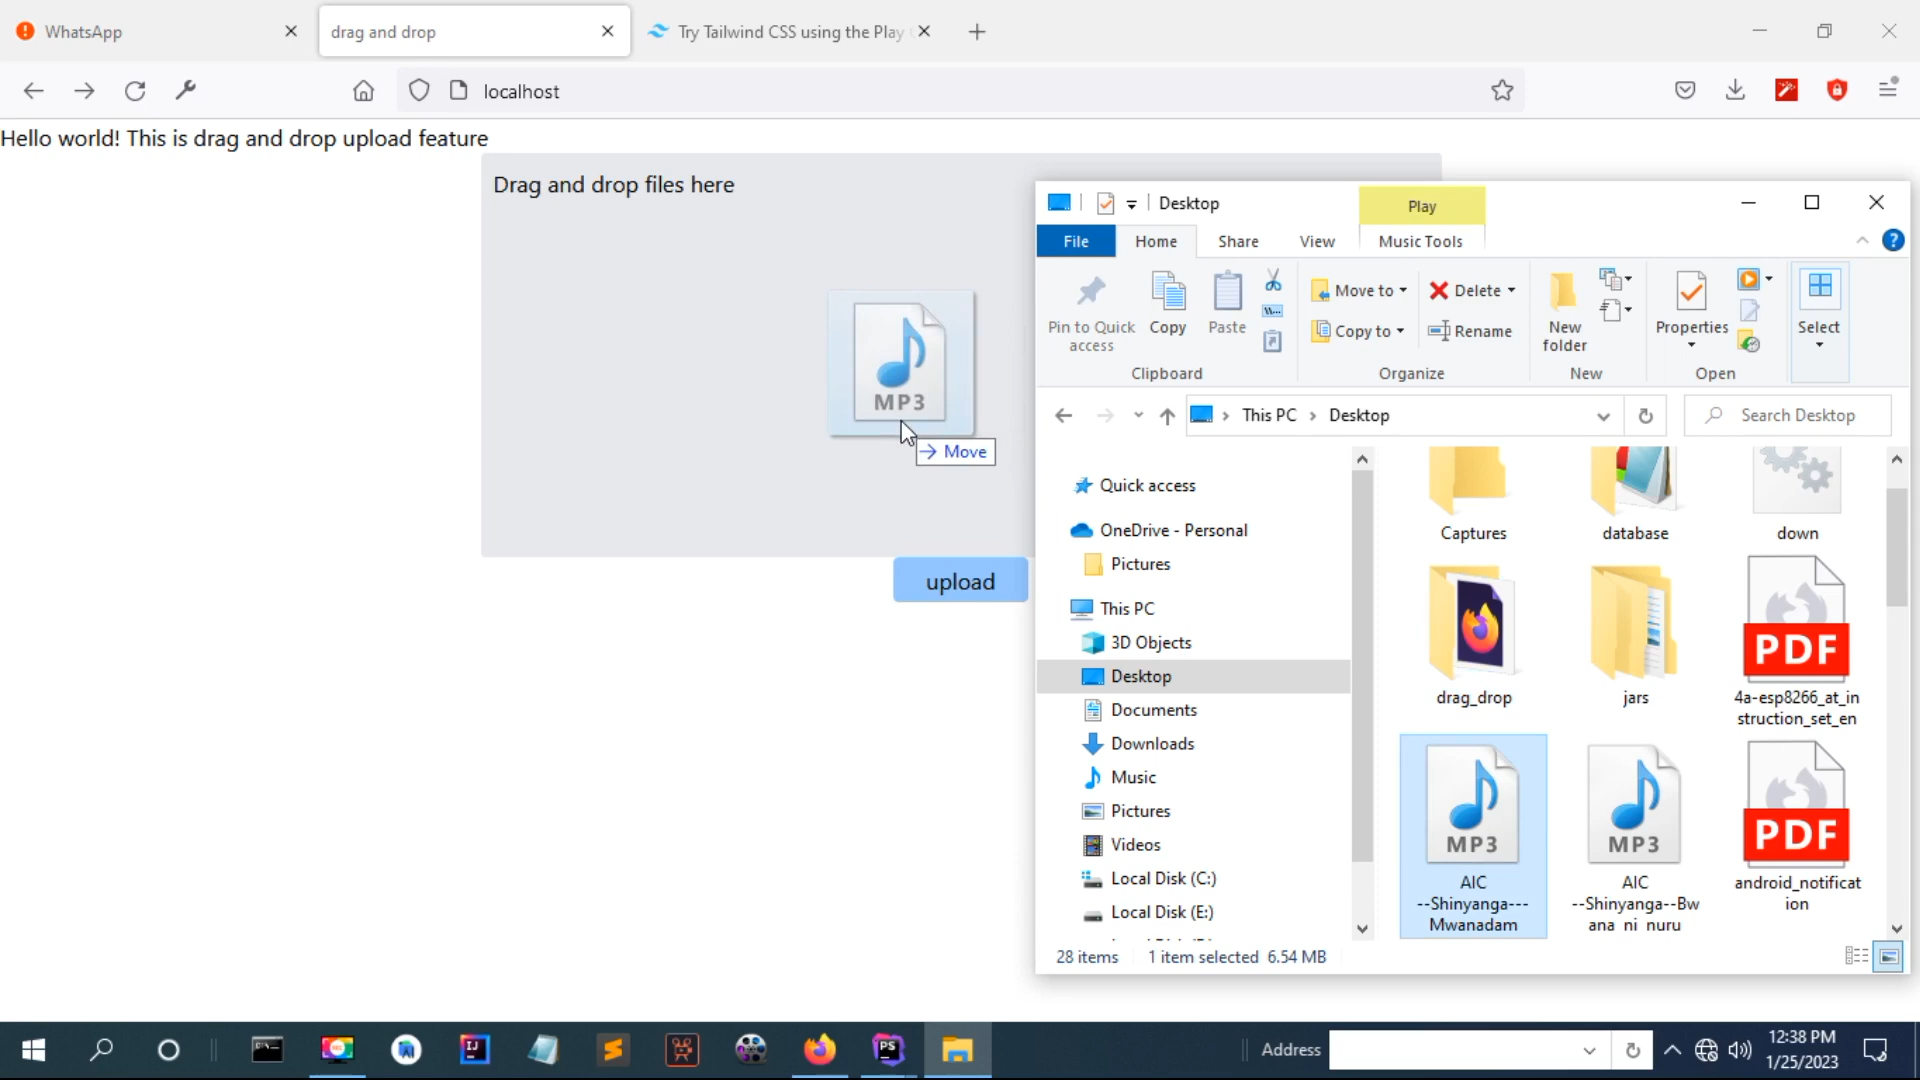 WhatsApp
drag and drop
Try Tailwind CSS using the Play
localhost
Hello world! This is drag and drop upload feature
Drag and drop files here
MP3
Move
upload
Desktop
Play
File
Home
Share
View
Music Tools
Pin to Quick
access
Copy
Paste
Move to
Copy to
Delete
Rename
New
folder
Properties
Select
Clipboard
Organize
New
Open
This PC
Desktop
Search Desktop
Quick access
OneDrive - Personal
Pictures
This PC
3D Objects
Desktop
Documents
Downloads
Music
Pictures
Videos
Local Disk (C:)
Local Disk (E:)
Captures
database
down
drag_drop
jars
PDF
4a-esp8266_at_in
struction_set_en
MP3
AIC
--Shinyanga---
Mwanadam
MP3
AIC
--Shinyanga--Bw
ana ni nuru
PDF
android_notificat
ion
28 items
1 item selected 6.54 MB
IJ
PS
Address
12:38 PM
1/25/2023